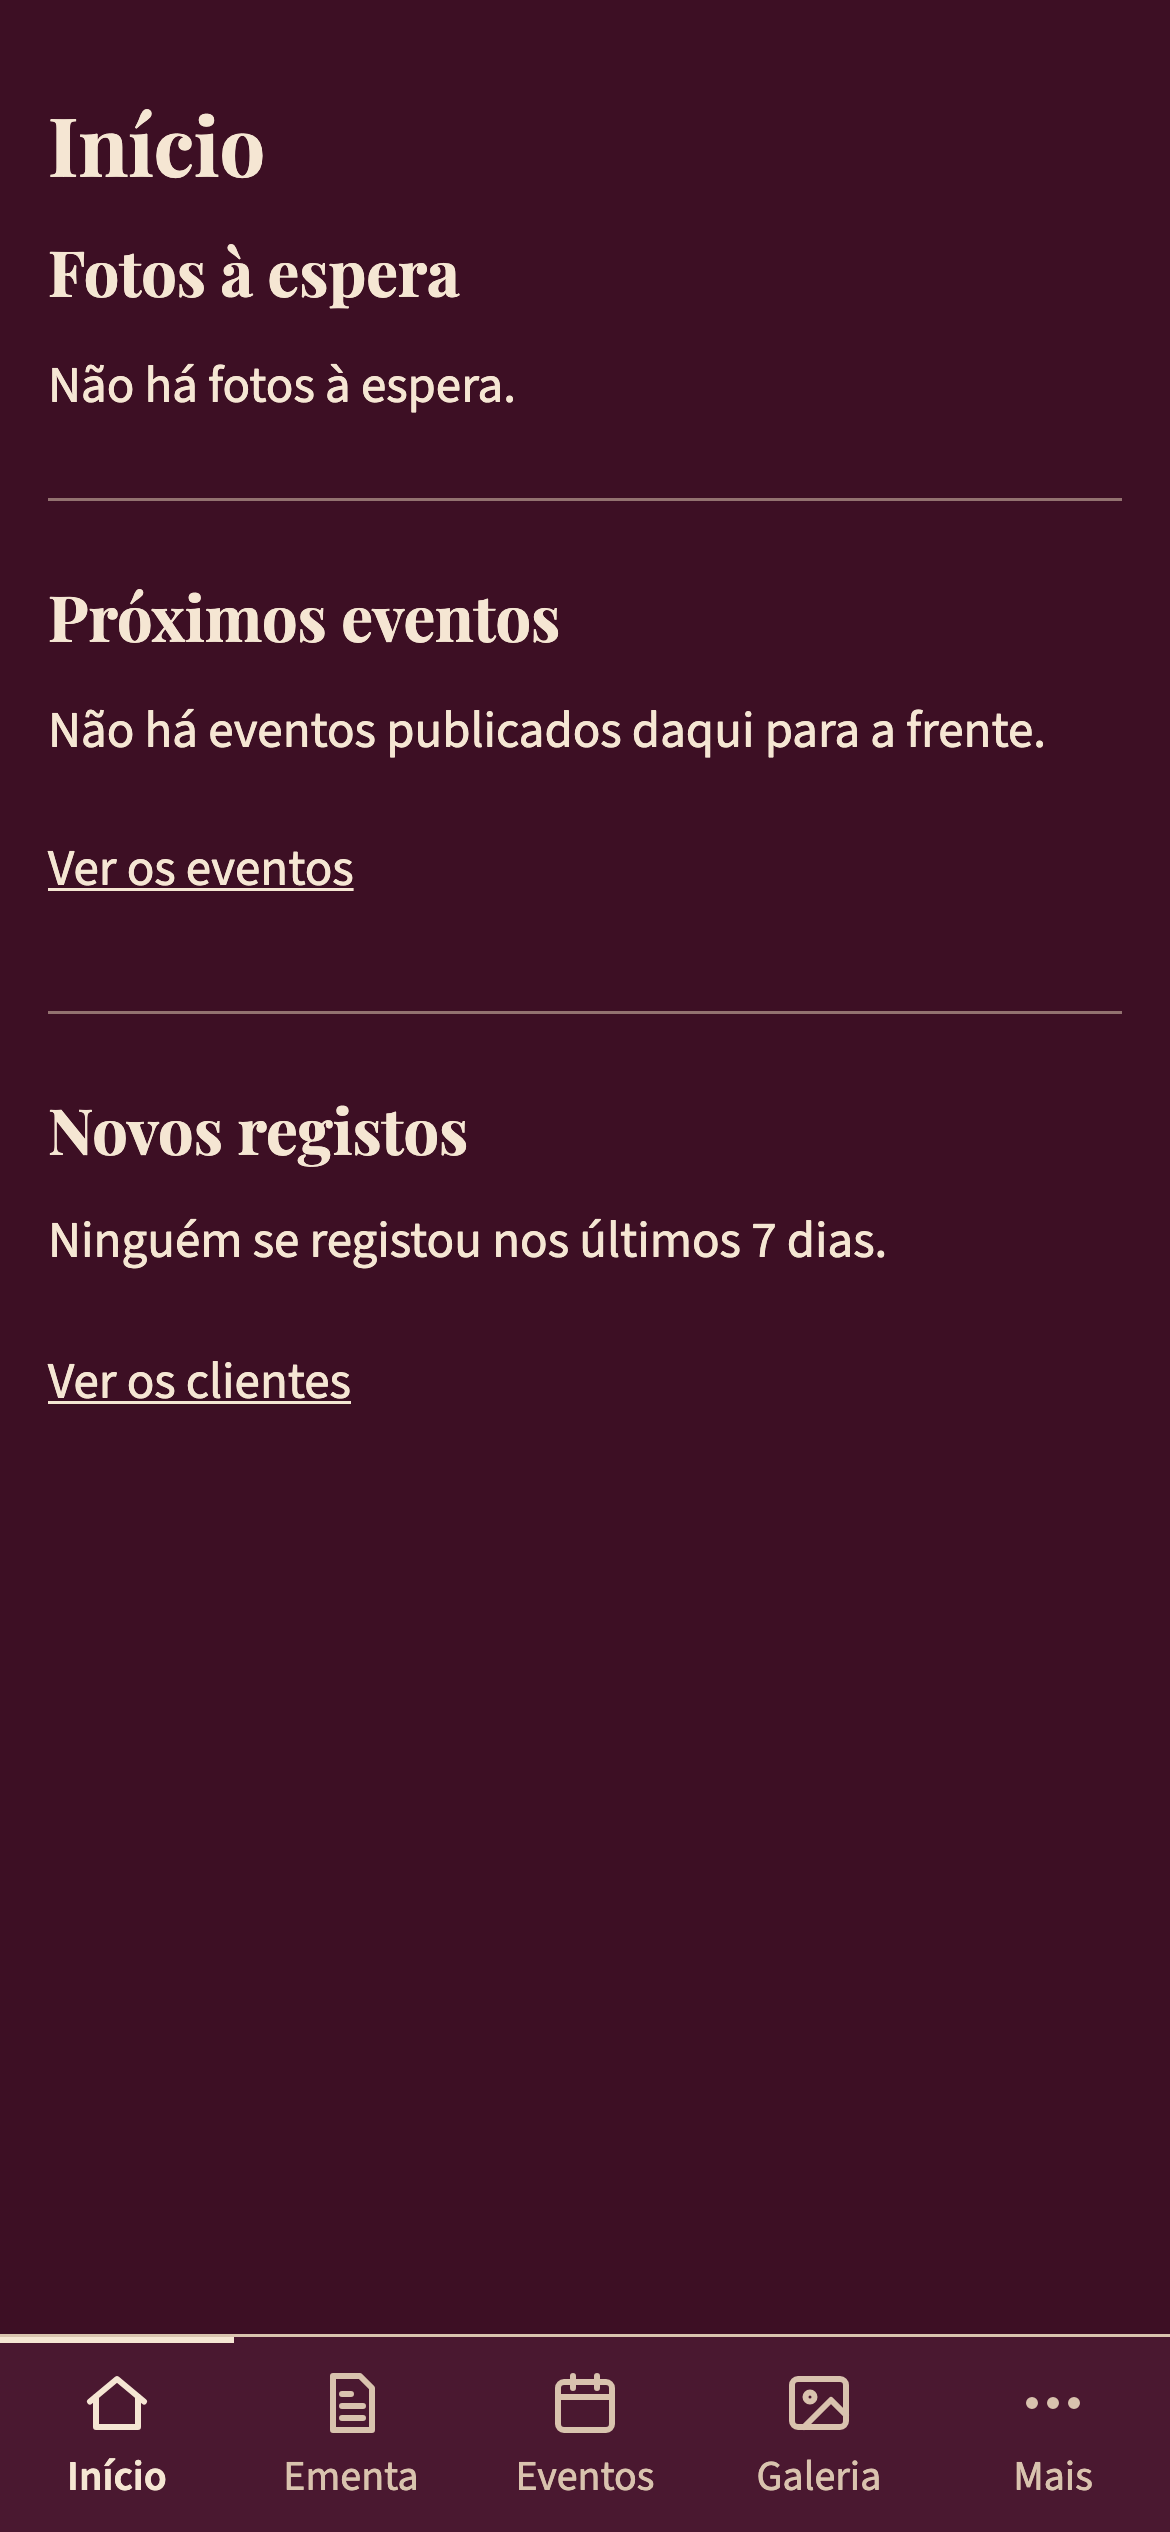 Início
Fotos à espera
Não há fotos à espera.
Próximos eventos
Não há eventos publicados daqui para a frente.
Ver os eventos
Novos registos
Ninguém se registou nos últimos 7 dias.
Ver os clientes
Início
Ementa
Eventos
Galeria
Mais